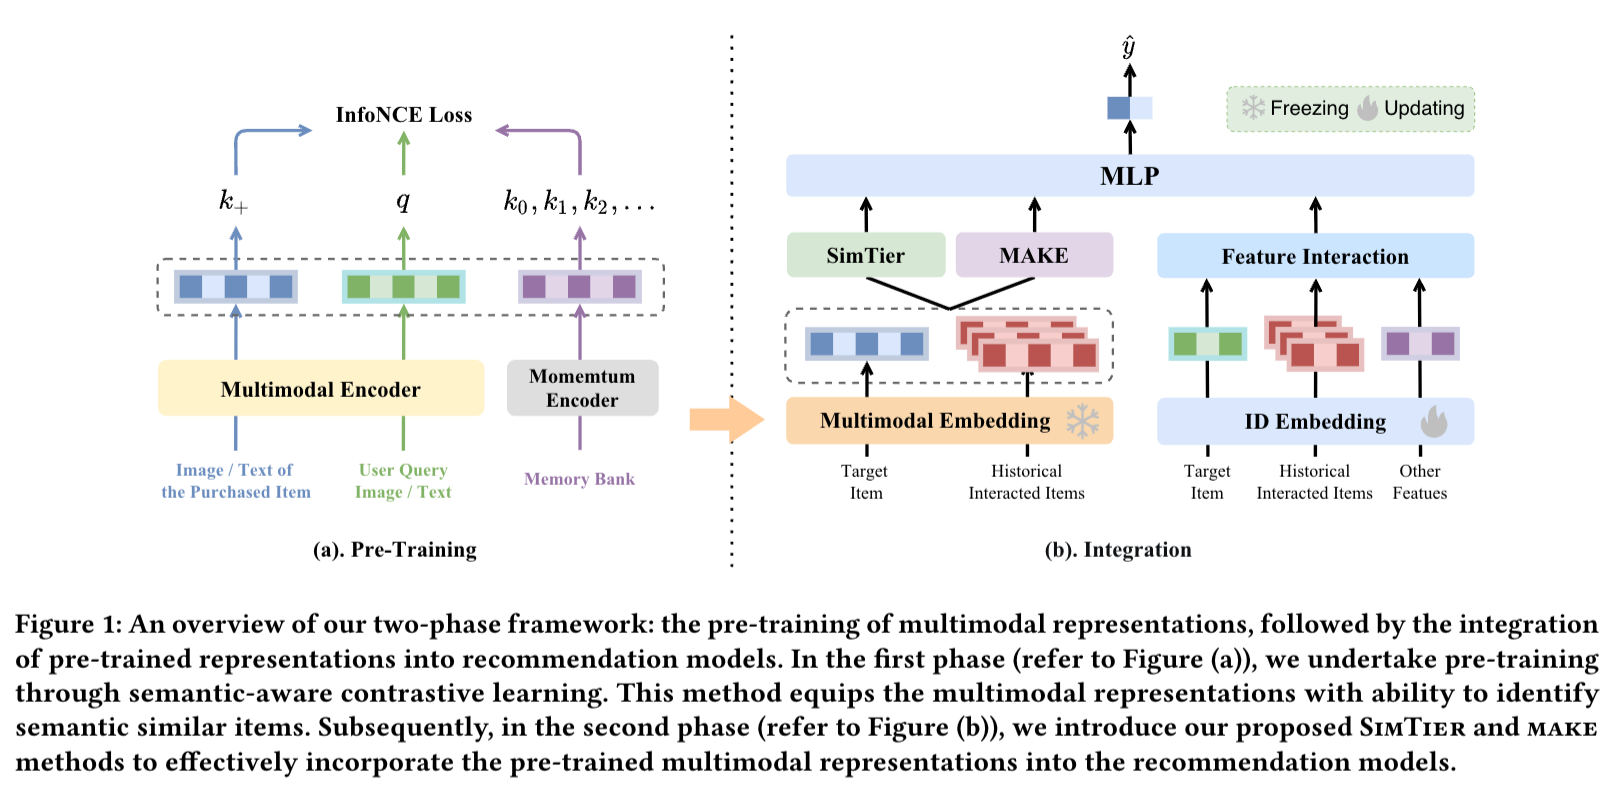 InfoNCE Loss
k+
q
k0, k1, k2, ...
Multimodal Encoder
Momemtum
Encoder
Image / Text of
the Purchased Item
User Query
Image / Text
Memory Bank
(a). Pre-Training
ŷ
Freezing Updating
MLP
SimTier
MAKE
Feature Interaction
Multimodal Embedding
ID Embedding
Target
Item
Historical
Interacted Items
Target
Item
Historical
Interacted Items
Other
Featues
(b). Integration
Figure 1: An overview of our two-phase framework: the pre-training of multimodal representations, followed by the integration
of pre-trained representations into recommendation models. In the first phase (refer to Figure (a)), we undertake pre-training
through semantic-aware contrastive learning. This method equips the multimodal representations with ability to identify
semantic similar items. Subsequently, in the second phase (refer to Figure (b)), we introduce our proposed SimTier and MAKE
methods to effectively incorporate the pre-trained multimodal representations into the recommendation models.